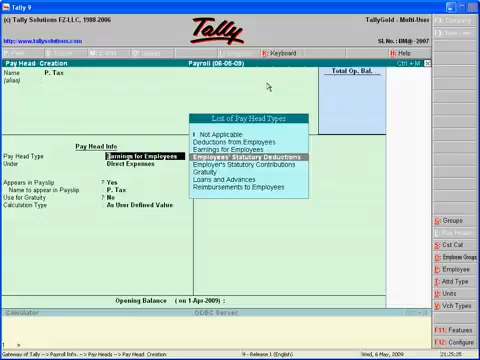 Tally 9
© Tally Solutions FZ-LLC, 1988-2006
TallyGold - Multi-User
http://www.tallysolutions.com
Tally
SL No.: DM@-2007
K: Keyboard
H: Help
Pay Head Creation
Payroll (06-05-09)
Ctrl + M
Name : P. Tax
(alias) :
Total Op. Bal.
List of Pay Head Types
Not Applicable
Deductions from Employees
Earnings for Employees
Employees' Statutory Deductions
Employer's Statutory Contributions
Gratuity
Loans and Advances
Reimbursements to Employees
Pay Head Info
Pay Head Type : Earnings for Employees
Under : Direct Expenses
Appears in Payslip ? Yes
Name to appear in Payslip : P. Tax
Use for Gratuity ? No
Calculation Type : As User Defined Value
Opening Balance ( on 1-Apr-2009) :
G: Groups
S: Cst Cat
O: Employee Groups
P: Employee
A: Attd Type
U: Units
V: Vch Types
F11: Features
F12: Configure
Calculator
ODBC Server
1 >
Gateway of Tally --> Payroll Info. --> Pay Heads --> Pay Head Creation
9 - Release 1 (English)
Wed, 6 May, 2009
21:25:25